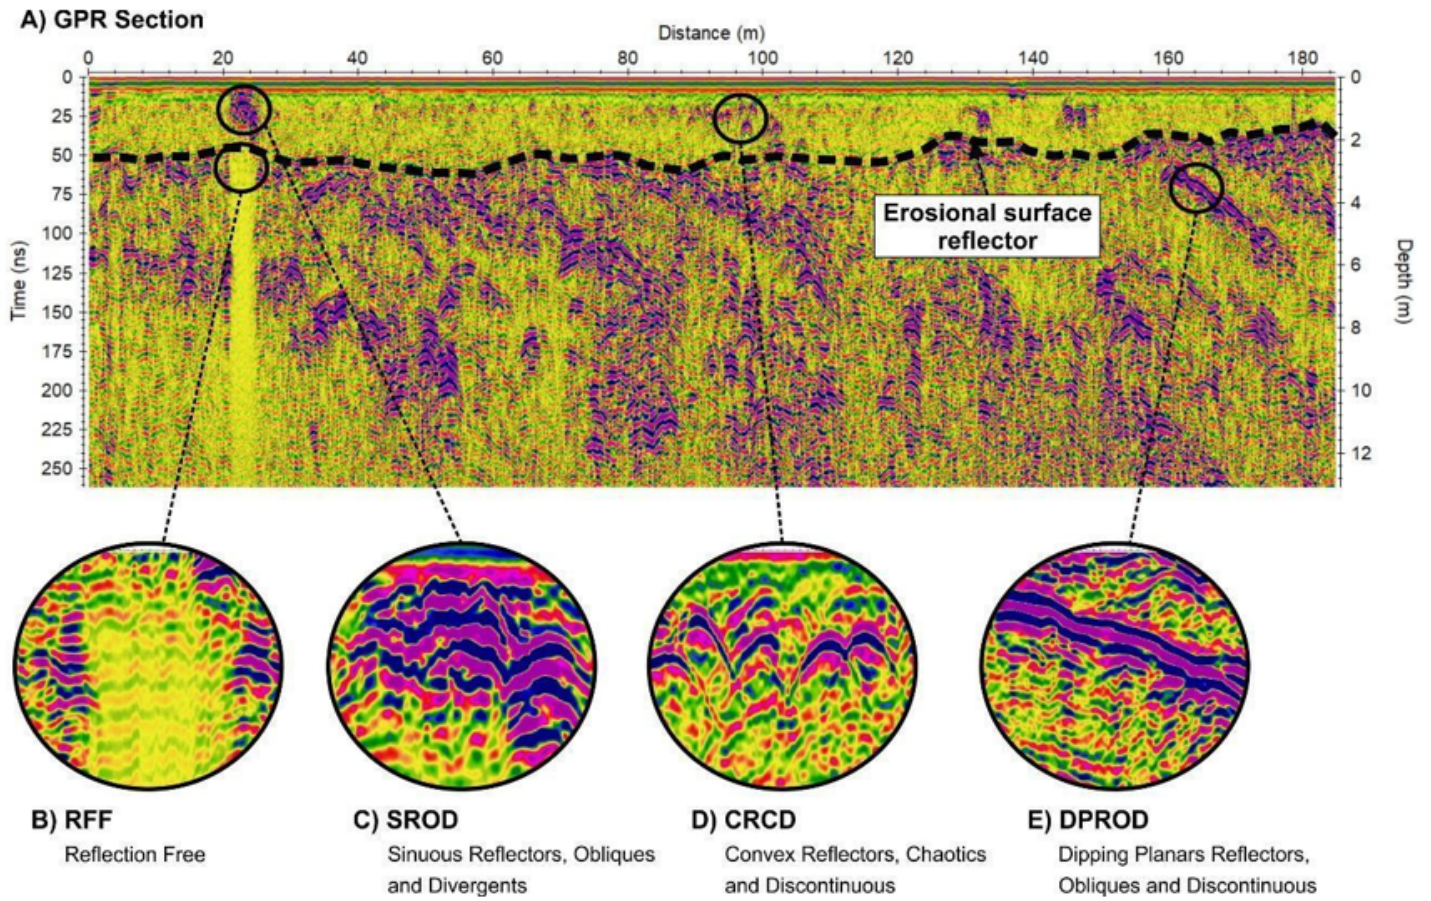 A) GPR Section
Distance (m)
0 20 40 60 80 100 120 140 160 180
0 25 50 75 100 125 150 175 200 225 250
Time (ns)
0 2 4 6 8 10 12
Depth (m)
Erosional surface
reflector
B) RFF
Reflection Free
C) SROD
Sinuous Reflectors, Obliques
and Divergents
D) CRCD
Convex Reflectors, Chaotics
and Discontinuous
E) DPROD
Dipping Planars Reflectors,
Obliques and Discontinuous